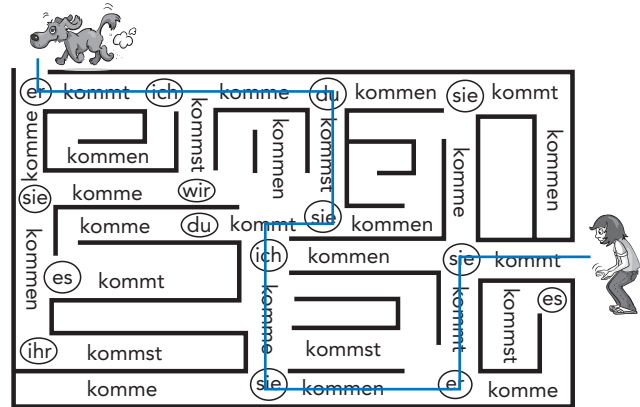 er kommt ich komme du kommen sie kommt
komme kommst kommen kommst komme kommen
kommen
sie komme wir
komme du kommt sie kommen
kommen es kommt ich kommen sie kommt
komme kommt kommst es
ihr kommst kommst
komme sie kommen er komme